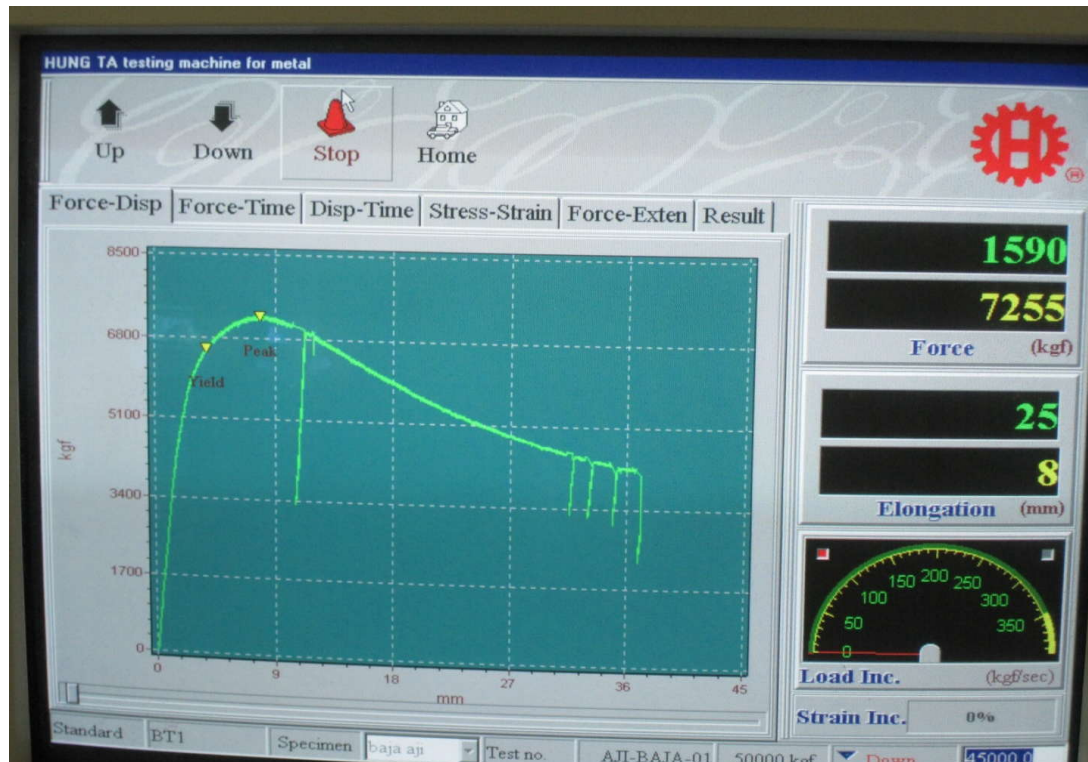 HUNG TA testing machine for metal
Up Down Stop Home
H
®
Force-Disp Force-Time Disp-Time Stress-Strain Force-Exten Result
8500
6800
5100
3400
1700
0
kgf
Yield
Peak
0 9 18 27 36 45
mm
1590
7255
Force (kgf)
25
8
Elongation (mm)
0 50 100 150 200 250 300 350
Load Inc. (kgf/sec)
Strain Inc. 0%
Standard BT1 Specimen baja aji Test no. AJI-BAJA-01 50000 kgf Down 45000.0